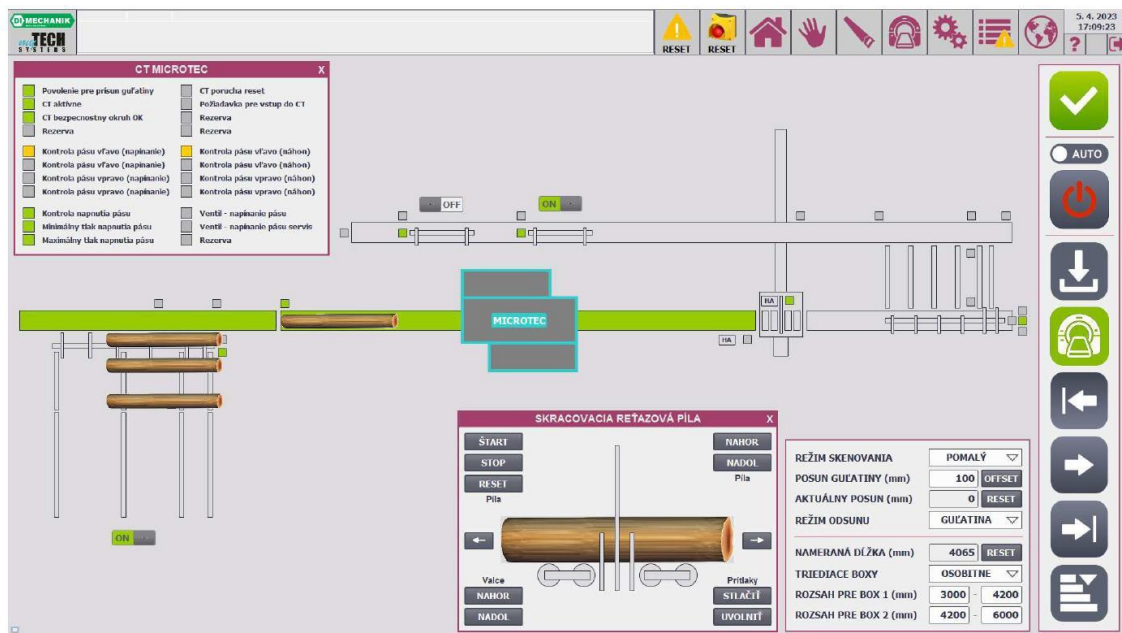 DI MECHANIK
TECH
SYSTEMS
RESET
RESET
5. 4. 2023
17:09:23
?
CT MICROTEC X
Povolenie pre prisun guľatiny
CT aktívne
CT bezpecnostny okruh OK
Rezerva
Kontrola pásu vľavo (napínanie)
Kontrola pásu vľavo (napínanie)
Kontrola pásu vpravo (napínanie)
Kontrola pásu vpravo (napínanie)
Kontrola napnutia pásu
Minimálny tlak napnutia pásu
Maximálny tlak napnutia pásu
CT porucha reset
Požiadavka pre vstup do CT
Rezerva
Rezerva
Kontrola pásu vľavo (náhon)
Kontrola pásu vľavo (náhon)
Kontrola pásu vpravo (náhon)
Kontrola pásu vpravo (náhon)
Ventil - napínanie pásu
Ventil - napínanie pásu servis
Rezerva
AUTO
OFF
ON
HA
MICROTEC
HA
ON
SKRACOVACIA REŤAZOVÁ PÍLA X
ŠTART
STOP
RESET
Píla
NAHOR
NADOL
Píla
Valce
NAHOR
NADOL
Prítlaky
STLAČIŤ
UVOLNIŤ
REŽIM SKENOVANIA POMALÝ
POSUN GUĽATINY (mm) 100 OFFSET
AKTUÁLNY POSUN (mm) 0 RESET
REŽIM ODSUNU GUĽATINA
NAMERANÁ DĹŽKA (mm) 4065 RESET
TRIEDIACE BOXY OSOBITNE
ROZSAH PRE BOX 1 (mm) 3000 - 4200
ROZSAH PRE BOX 2 (mm) 4200 - 6000